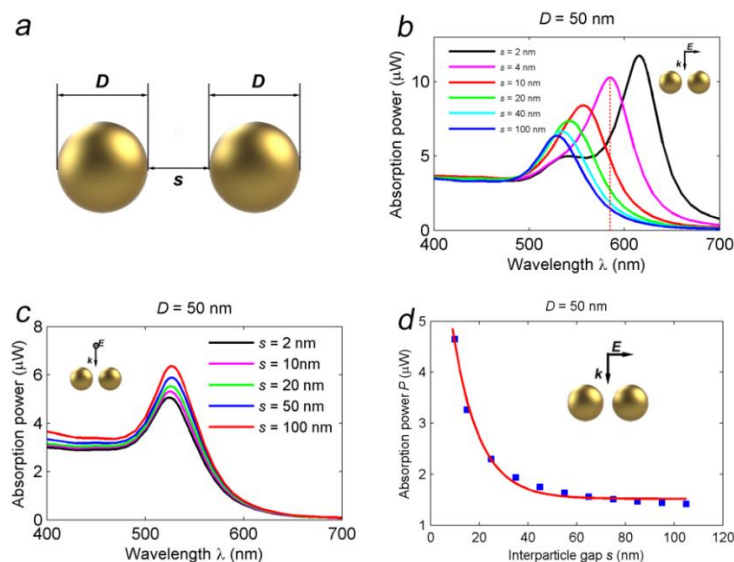 a
D
D
s
b
D = 50 nm
Absorption power (μW)
10
5
0
s = 2 nm
s = 4 nm
s = 10 nm
s = 20 nm
s = 40 nm
s = 100 nm
E
k
400
500
600
700
Wavelength λ (nm)
c
D = 50 nm
Absorption power (μW)
8
6
4
2
0
E
k
s = 2 nm
s = 10nm
s = 20 nm
s = 50 nm
s = 100 nm
400
500
600
700
Wavelength λ (nm)
d
D = 50 nm
Absorption power P (μW)
5
4
3
2
1
E
k
0 20 40 60 80 100 120
Interparticle gap s (nm)